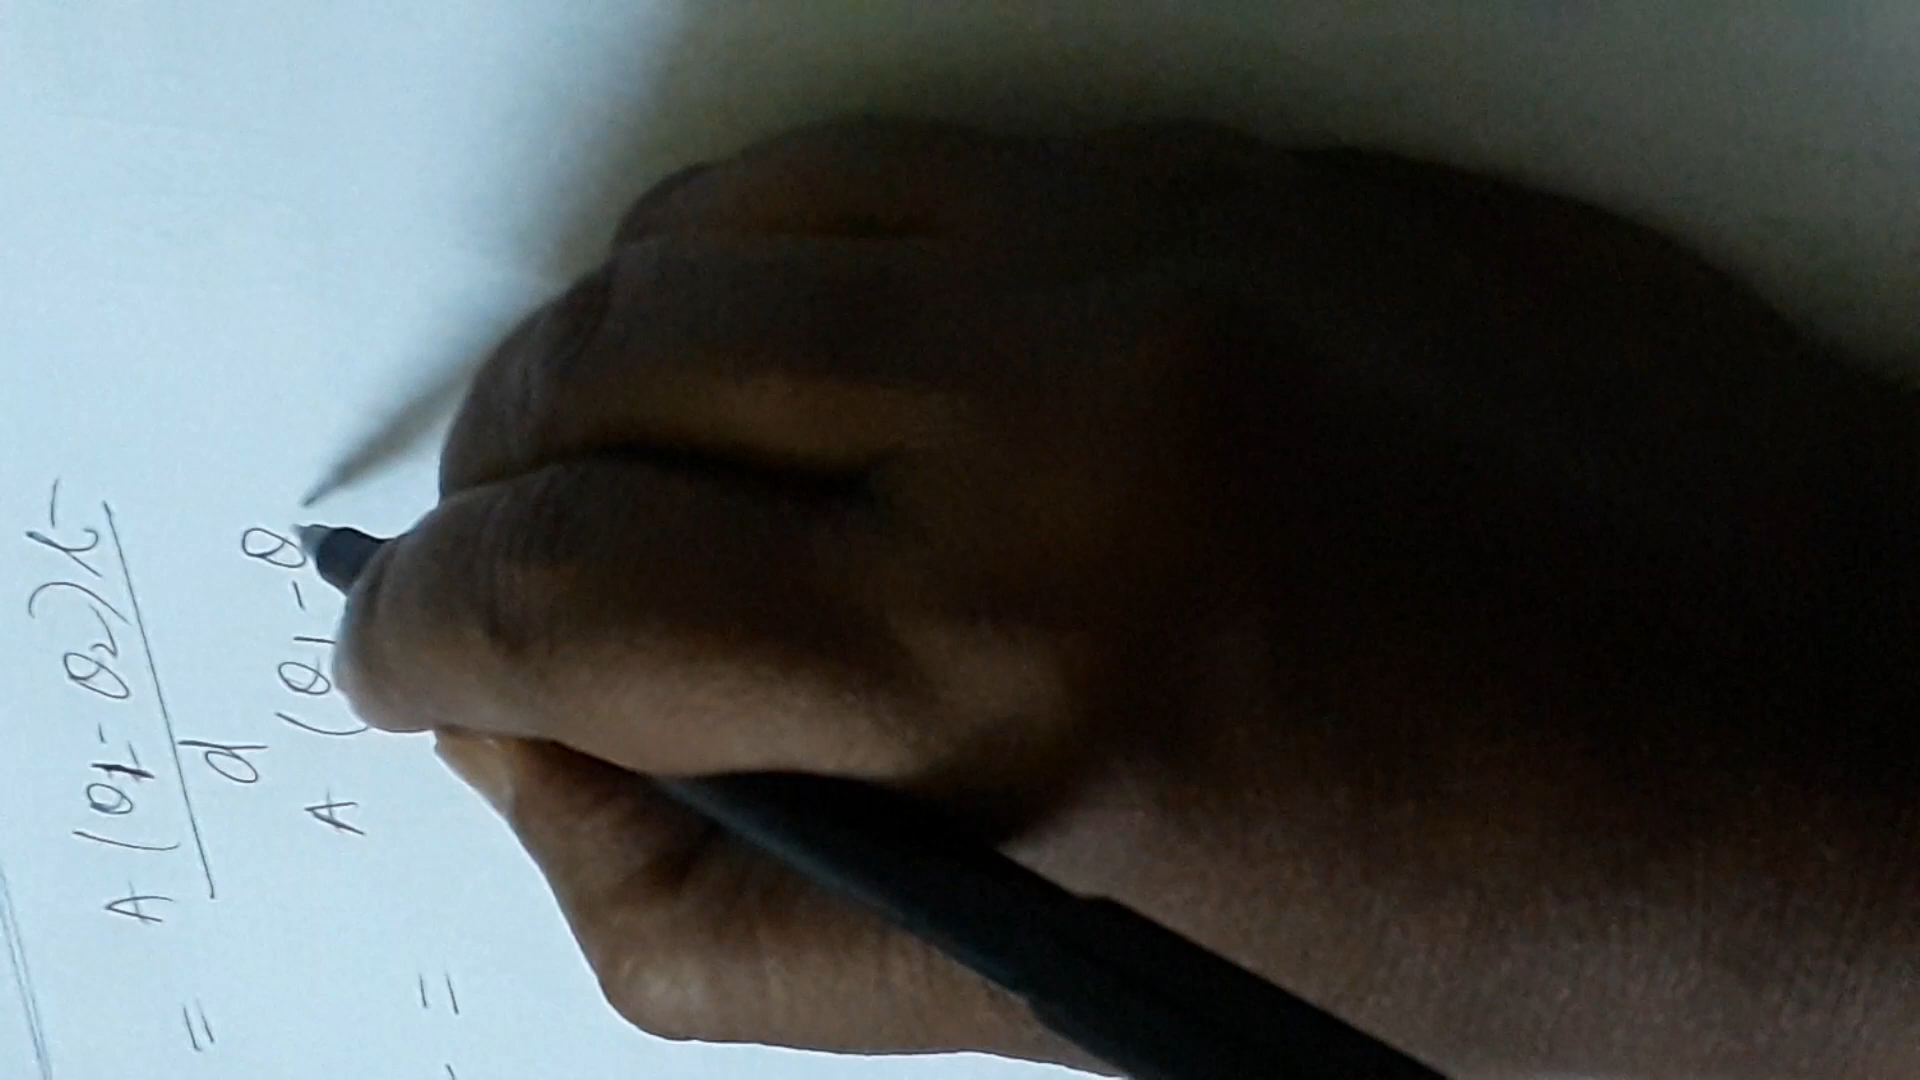 = A (θ1 - θ2) t
d
= A (θ1 - θ